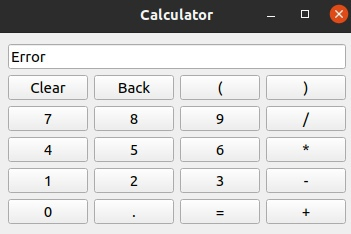 Calculator
Error
Clear Back ( )
7 8 9 /
4 5 6 *
1 2 3 -
0 . = +